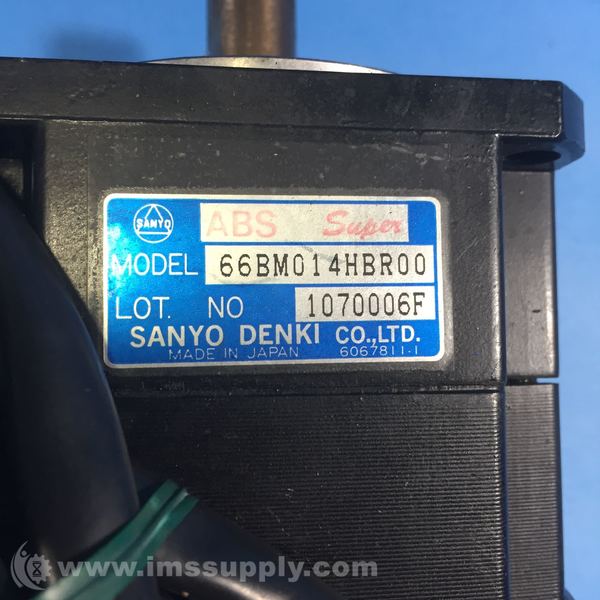 SANYO
ABS Super
MODEL 66BM014HBR00
LOT. NO 1070006F
SANYO DENKI CO.,LTD.
MADE IN JAPAN 6067811-1
www.imssupply.com